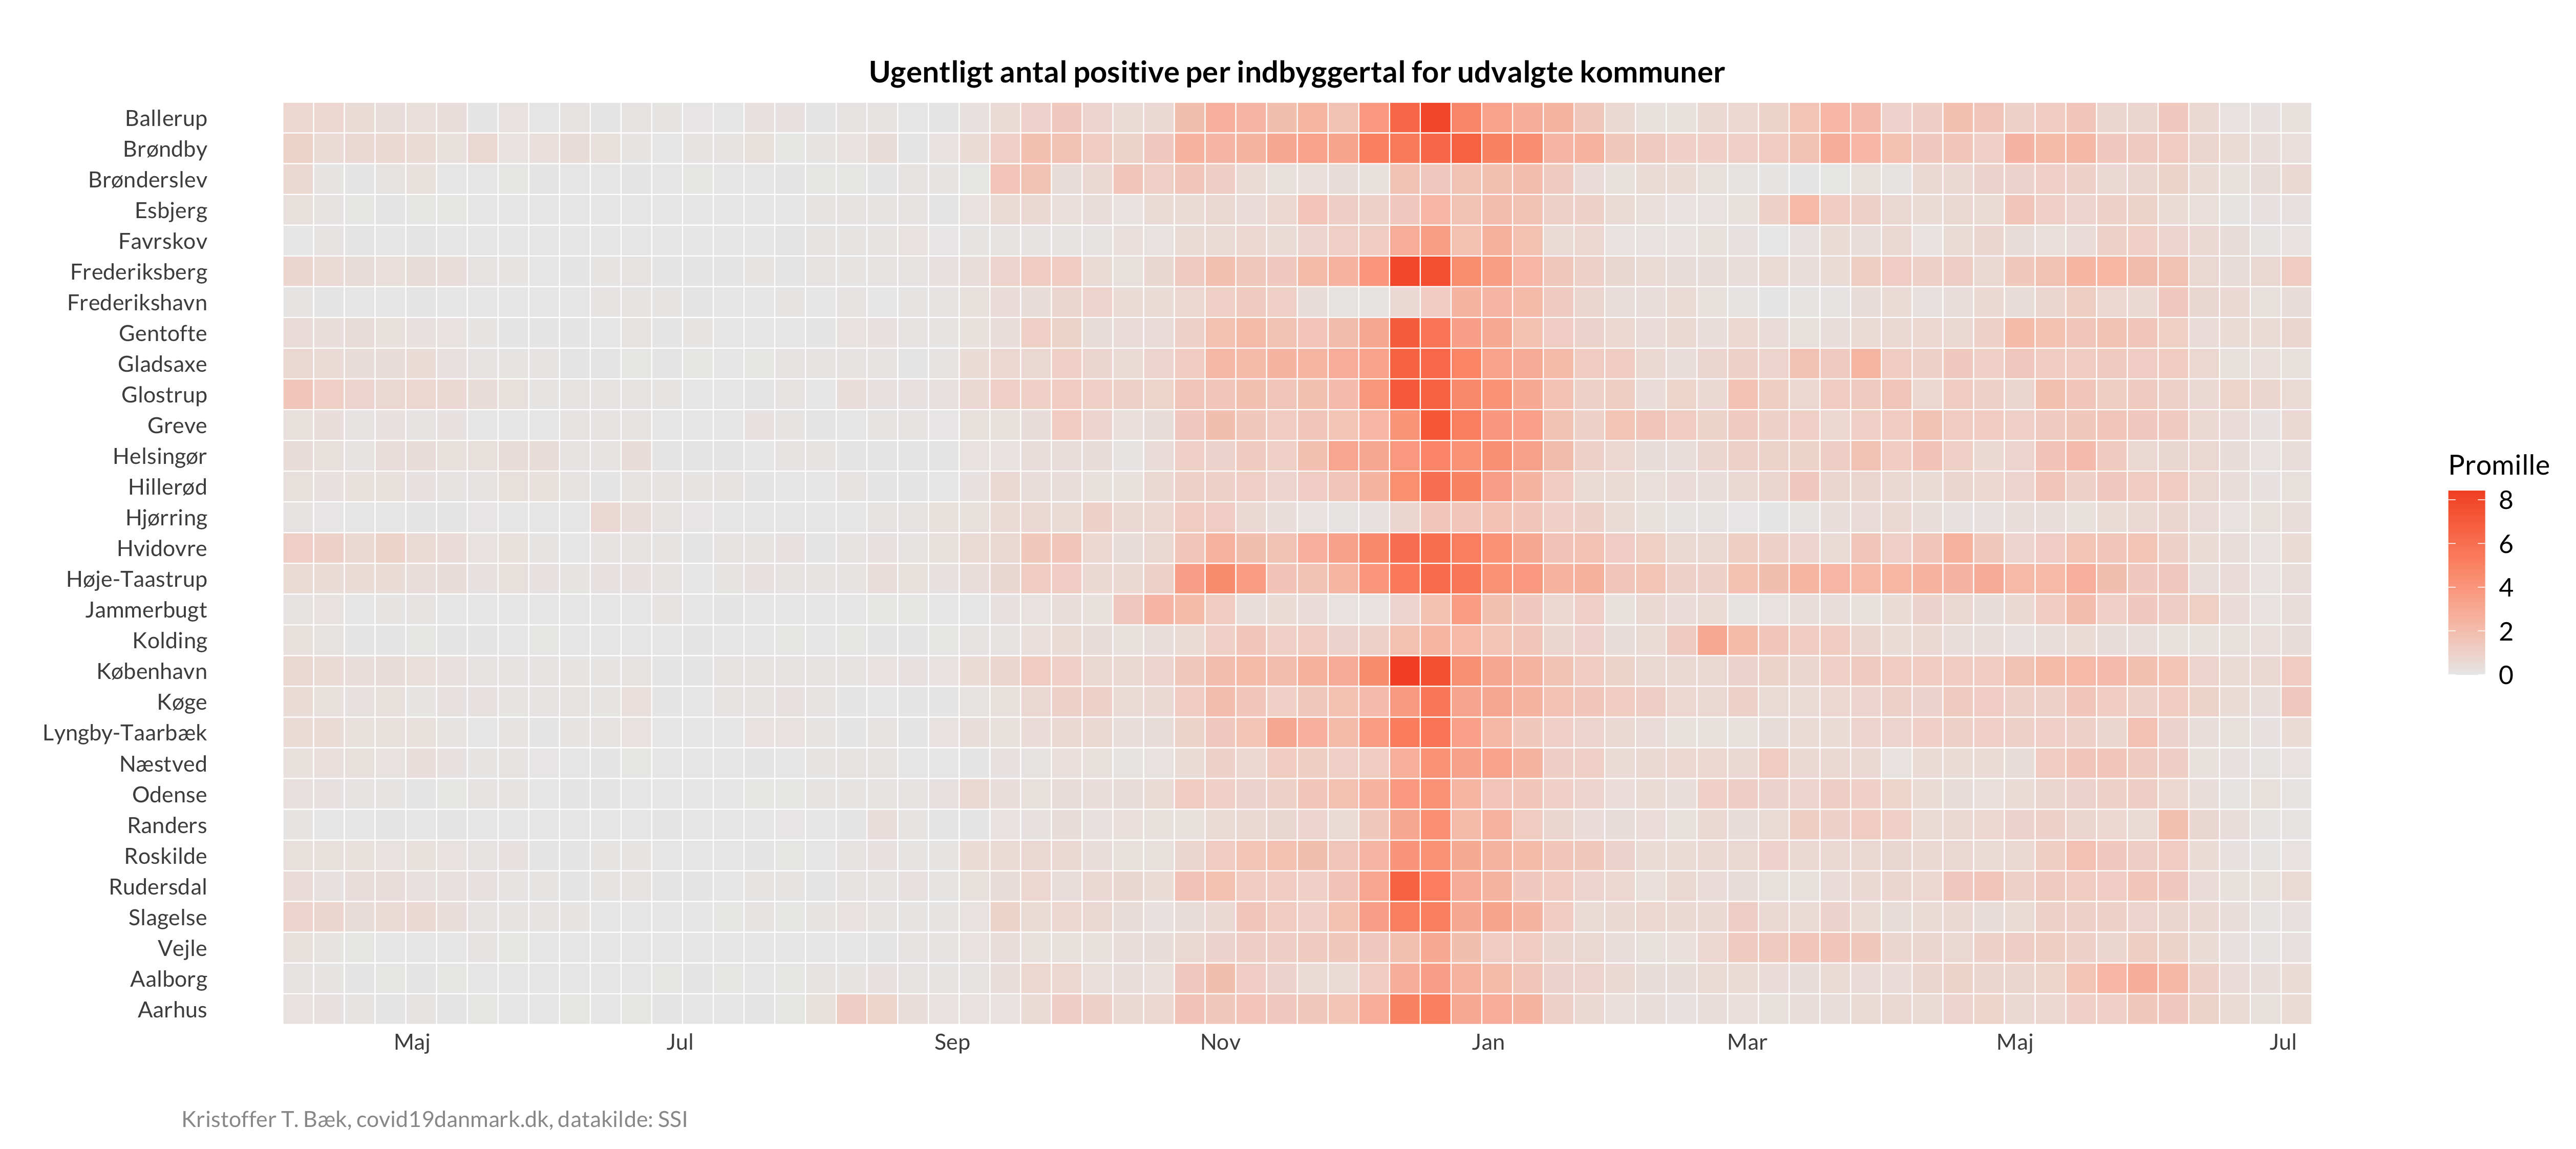 Ugentligt antal positive per indbyggertal for udvalgte kommuner
Ballerup
Brøndby
Brønderslev
Esbjerg
Favrskov
Frederiksberg
Frederikshavn
Gentofte
Gladsaxe
Glostrup
Greve
Helsingør
Hillerød
Hjørring
Hvidovre
Høje-Taastrup
Jammerbugt
Kolding
København
Køge
Lyngby-Taarbæk
Næstved
Odense
Randers
Roskilde
Rudersdal
Slagelse
Vejle
Aalborg
Aarhus
Maj Jul Sep Nov Jan Mar Maj Jul
Promille
8
6
4
2
0
Kristoffer T. Bæk, covid19danmark.dk, datakilde: SSI